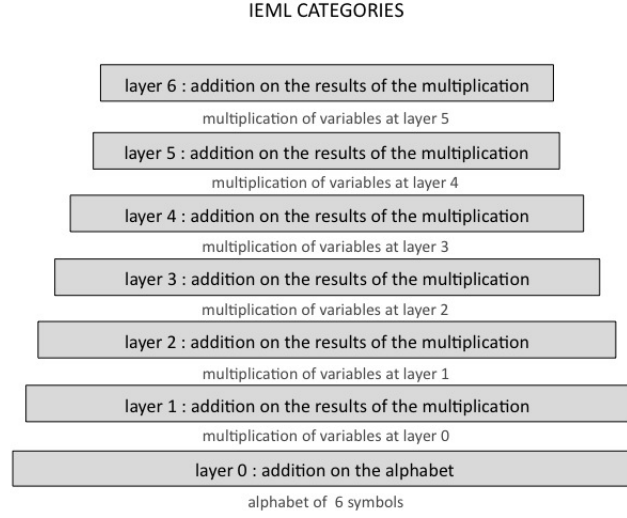 IEML CATEGORIES
layer 6 : addition on the results of the multiplication
multiplication of variables at layer 5
layer 5 : addition on the results of the multiplication
multiplication of variables at layer 4
layer 4 : addition on the results of the multiplication
multiplication of variables at layer 3
layer 3 : addition on the results of the multiplication
multiplication of variables at layer 2
layer 2 : addition on the results of the multiplication
multiplication of variables at layer 1
layer 1 : addition on the results of the multiplication
multiplication of variables at layer 0
layer 0 : addition on the alphabet
alphabet of 6 symbols